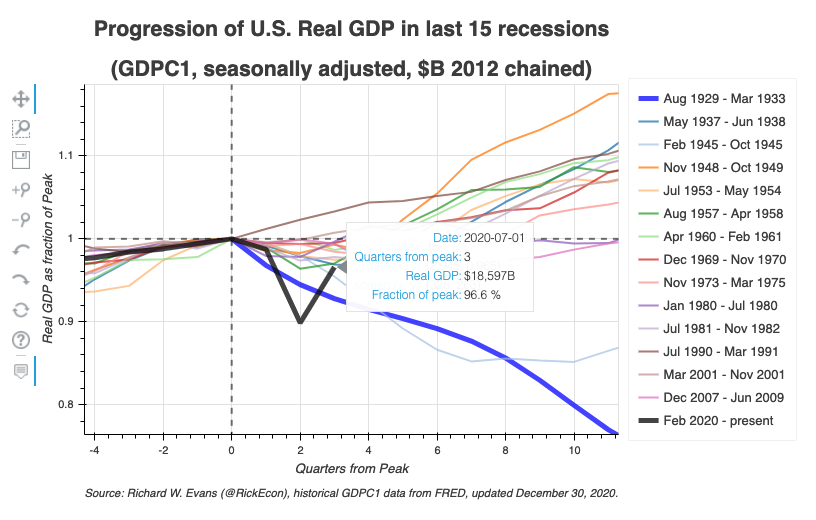 Progression of U.S. Real GDP in last 15 recessions
(GDPC1, seasonally adjusted, $B 2012 chained)
Real GDP as fraction of Peak
1.1
1
0.9
0.8
-4
-2
0
2
4
6
8
10
Quarters from Peak
Date: 2020-07-01
Quarters from peak: 3
Real GDP: $18,597B
Fraction of peak: 96.6 %
Aug 1929 - Mar 1933
May 1937 - Jun 1938
Feb 1945 - Oct 1945
Nov 1948 - Oct 1949
Jul 1953 - May 1954
Aug 1957 - Apr 1958
Apr 1960 - Feb 1961
Dec 1969 - Nov 1970
Nov 1973 - Mar 1975
Jan 1980 - Jul 1980
Jul 1981 - Nov 1982
Jul 1990 - Mar 1991
Mar 2001 - Nov 2001
Dec 2007 - Jun 2009
Feb 2020 - present
Source: Richard W. Evans (@RickEcon), historical GDPC1 data from FRED, updated December 30, 2020.